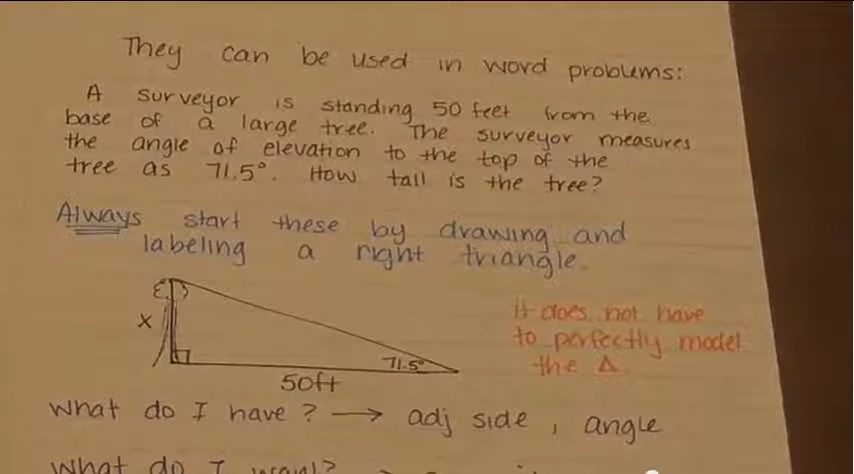 They can be used in word problems:
A surveyor is standing 50 feet from the
base of a large tree. The surveyor measures
the angle of elevation to the top of the
tree as 71.5°. How tall is the tree?
Always start these by drawing and
labeling a right triangle.
x
71.5°
50ft
it does not have
to perfectly model
the Δ.
what do I have? → adj side, angle
what do I want?